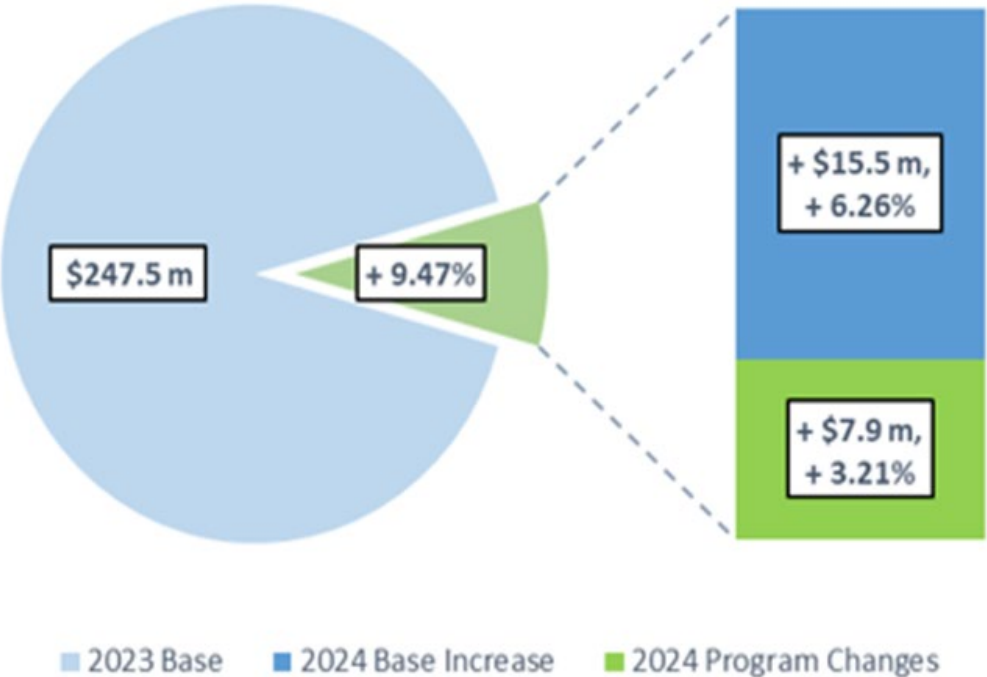 $247.5 m
+ 9.47%
+ $15.5 m,
+ 6.26%
+ $7.9 m,
+ 3.21%
2023 Base
2024 Base Increase
2024 Program Changes